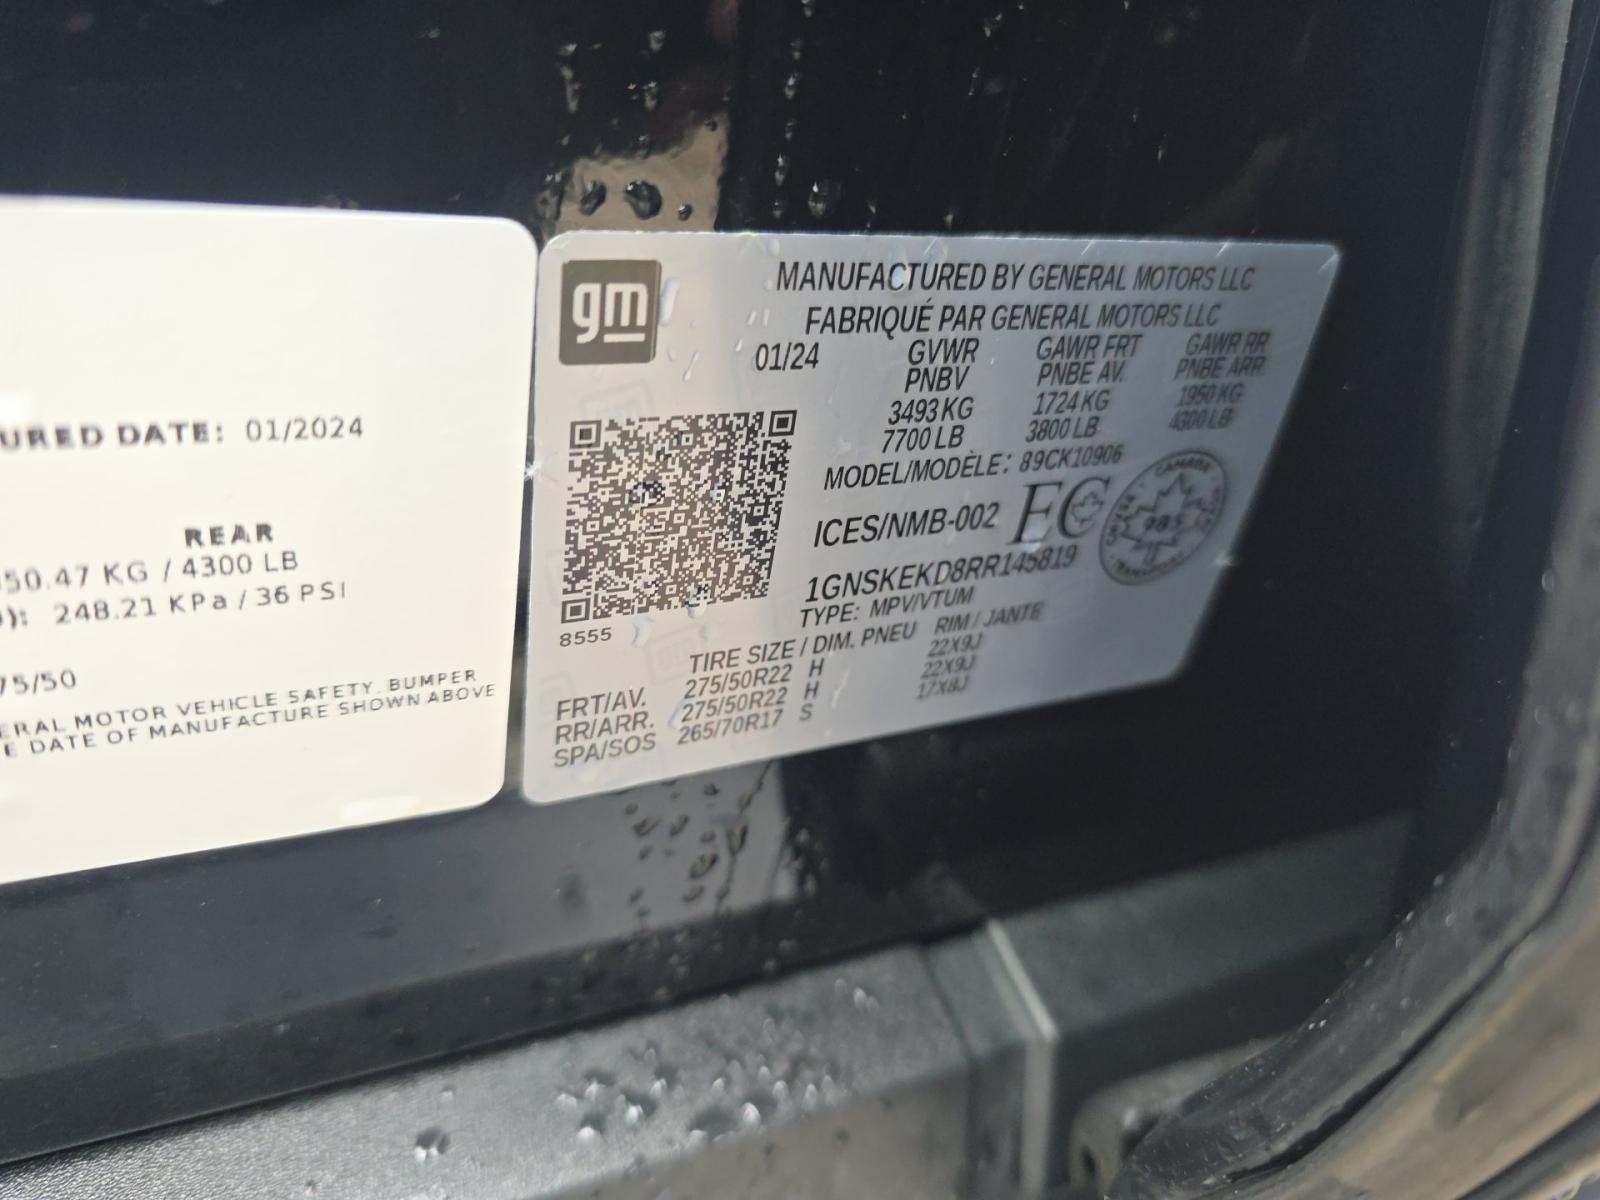 URED DATE: 01/2024
REAR
50.47 KG / 4300 LB
): 248.21 KPa / 36 PSI
75/50
ERAL MOTOR VEHICLE SAFETY. BUMPER
E DATE OF MANUFACTURE SHOWN ABOVE
gm
MANUFACTURED BY GENERAL MOTORS LLC
FABRIQUÉ PAR GENERAL MOTORS LLC
01/24 GVWR GAWR FRT GAWR RR
PNBV PNBE AV. PNBE ARR.
3493 KG 1724 KG 1950 KG
7700 LB 3800 LB 4300 LB
MODEL/MODÈLE: 89CK10906
ICES/NMB-002 EC
CANADA
1GNSKEKD8RR145819
TYPE: MPV/VTUM
8555
TIRE SIZE / DIM. PNEU RIM / JANTE
FRT/AV. 275/50R22 H 22X9J
RR/ARR. 275/50R22 H 22X9J
SPA/SOS 265/70R17 S 17X8J